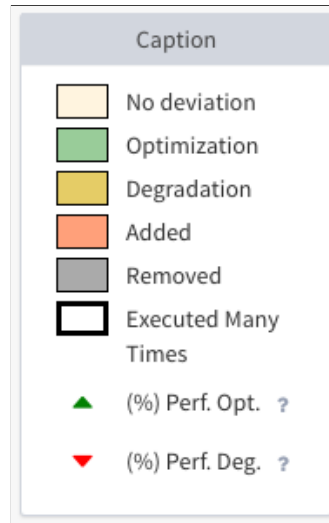 Caption
No deviation
Optimization
Degradation
Added
Removed
Executed Many
Times
(%) Perf. Opt. ?
(%) Perf. Deg. ?